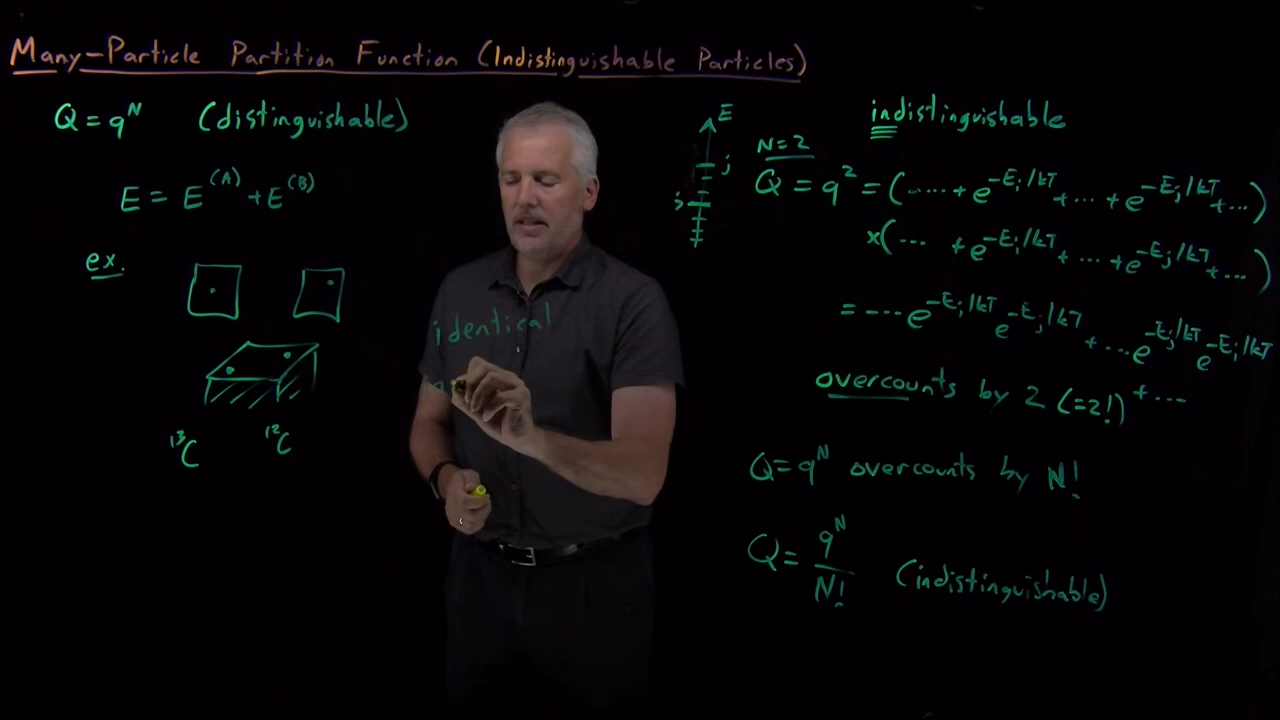 Many-Particle Partition Function (Indistinguishable Particles)
Q = q^N (distinguishable)
E = E^(A) + E^(B)
ex.
¹³C ¹²C
identical
E
j
i
indistinguishable
N=2
Q = q² = (..... + e^-Ei/kT + ... + e^-Ej/kT + ...)
x(... + e^-Ei/kT + ... + e^-Ej/kT + ...)
= .... e^-Ei/kT e^-Ej/kT + ... e^-Ej/kT e^-Ei/kT
+ ...
overcounts by 2 (=2!)
Q = q^N overcounts by N!
Q = q^N/N! (indistinguishable)